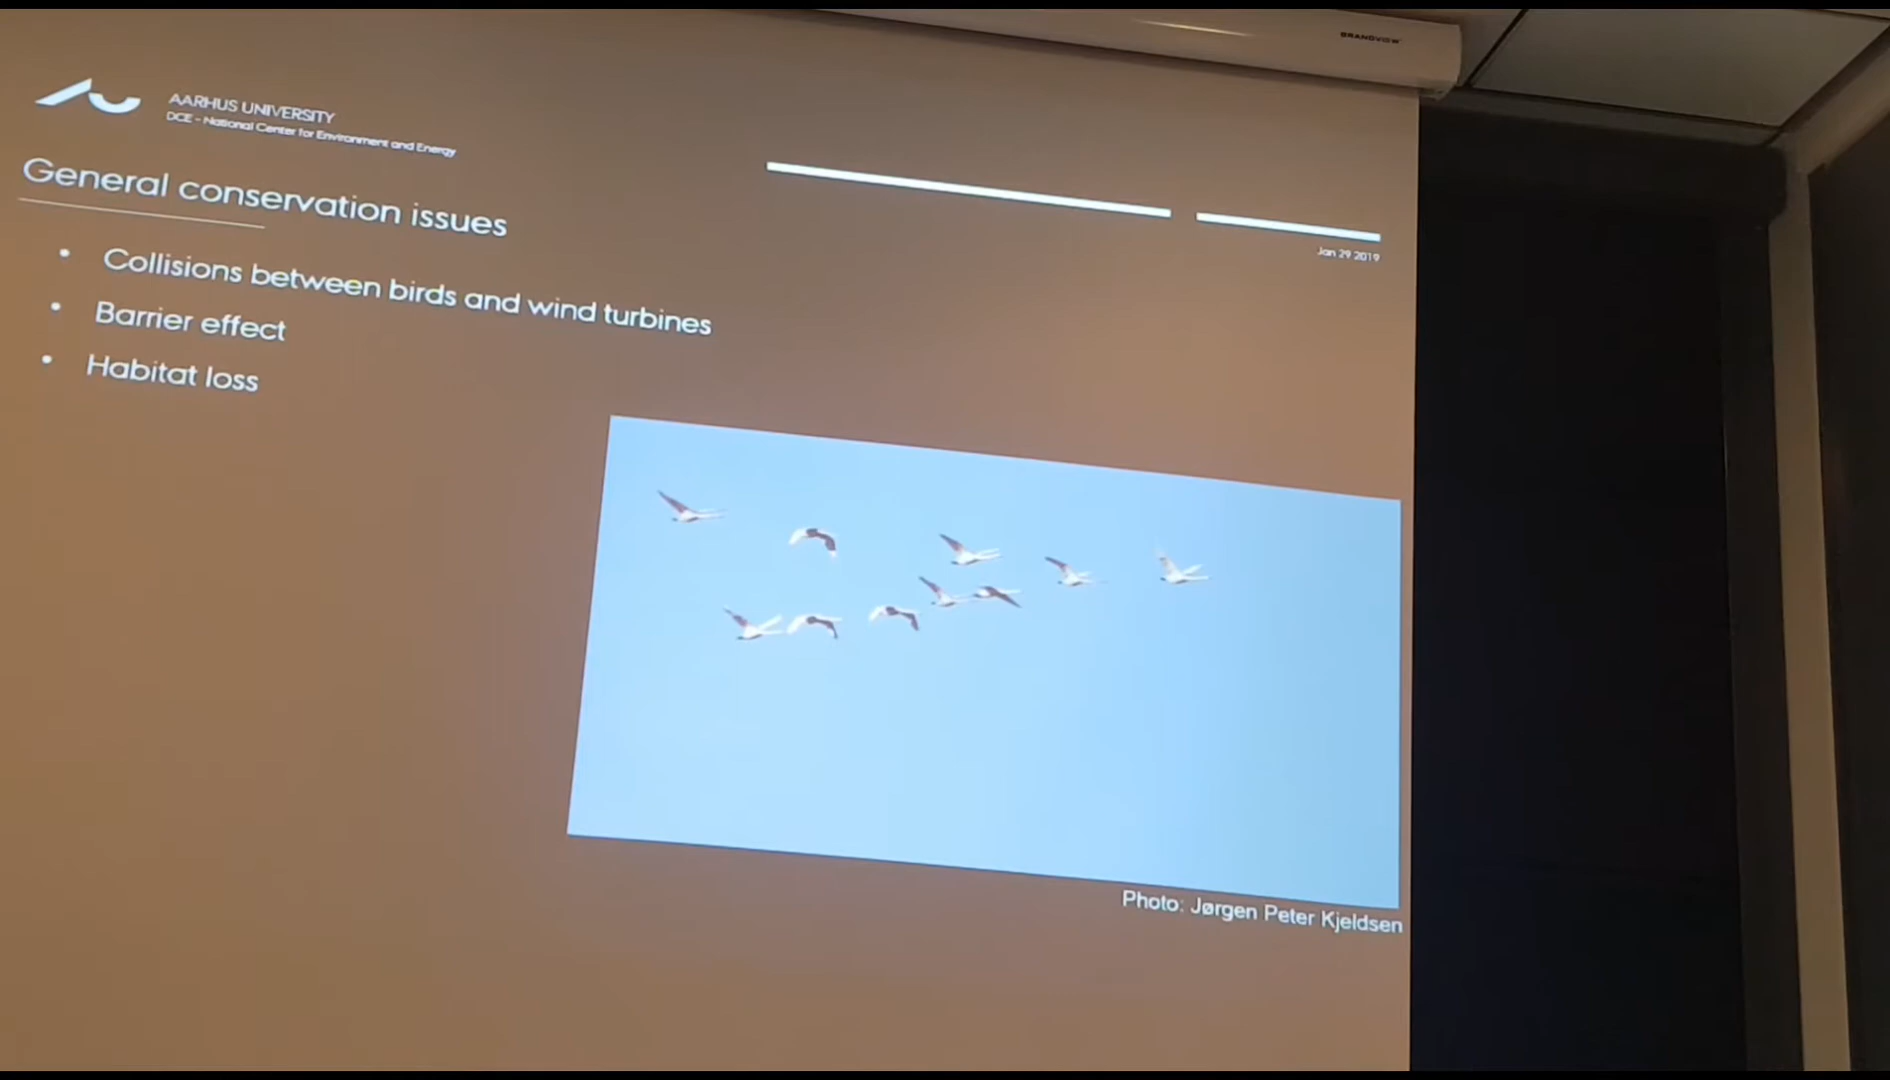 BRANDVIEW
AARHUS UNIVERSITY
DCE - National Center for Environment and Energy
General conservation issues
Jan 29 2019
• Collisions between birds and wind turbines
• Barrier effect
• Habitat loss
Photo: Jørgen Peter Kjeldsen